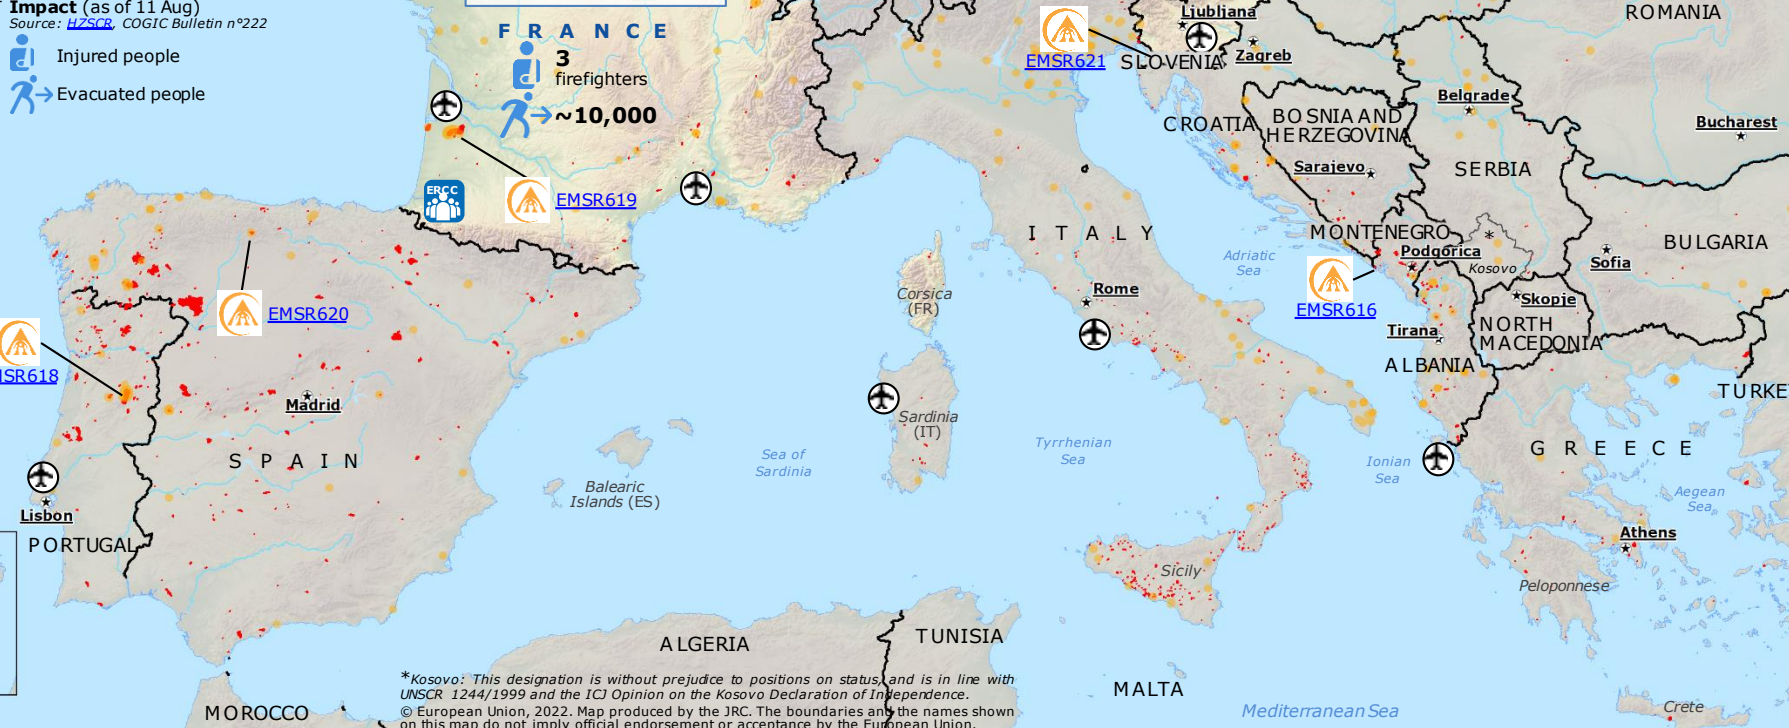 Impact (as of 11 Aug)
Source: HZSCR, COGIC Bulletin n°222
Injured people
Evacuated people
FRANCE
3
firefighters
~10,000
ERCC
EMSR619
EMSR621
Ljubljana
Zagreb
SLOVENIA
ROMANIA
Belgrade
CROATIA
BOSNIA AND
HERZEGOVINA
Bucharest
Sarajevo
SERBIA
ITALY
MONTENEGRO
*
Podgorica
Kosovo
BULGARIA
Sofia
Adriatic
Sea
EMSR616
Corsica
(FR)
Rome
Skopje
Tirana
NORTH
MACEDONIA
ALBANIA
EMSR620
MSR618
Madrid
TURKE
SPAIN
Sardinia
(IT)
Tyrrhenian
Sea
Sea of
Sardinia
Ionian
Sea
GREECE
Balearic
Islands (ES)
Aegean
Sea
Lisbon
PORTUGAL
Athens
Sicily
Peloponnese
ALGERIA
TUNISIA
MALTA
MOROCCO
Mediterranean Sea
Crete
*Kosovo: This designation is without prejudice to positions on status, and is in line with
UNSCR 1244/1999 and the ICJ Opinion on the Kosovo Declaration of Independence.
© European Union, 2022. Map produced by the JRC. The boundaries and the names shown
on this map do not imply official endorsement or acceptance by the European Union.